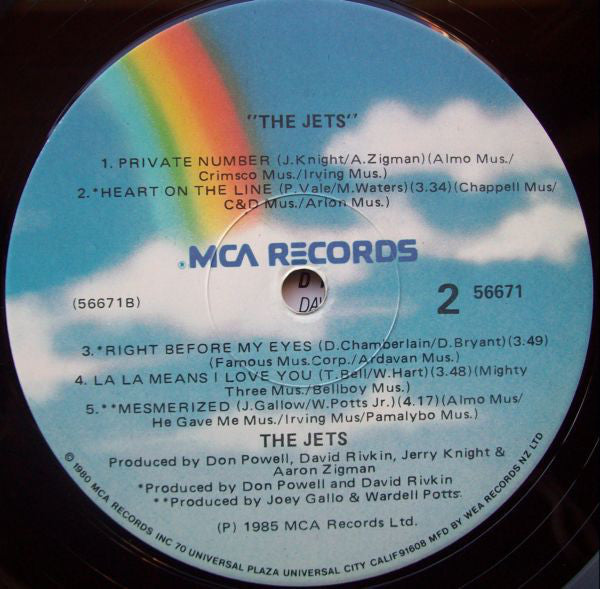 "THE JETS"
1. PRIVATE NUMBER (J.Knight/A.Zigman)(Almo Mus./
Crimsco Mus./Irving Mus.)
2. *HEART ON THE LINE (P.Vale/M.Waters)(3.34)(Chappell Mus/
C&D Mus./Arlon Mus.)
MCA RECORDS
(56671B)
D
DA
2 56671
3. *RIGHT BEFORE MY EYES (D.Chamberlain/D.Bryant)(3.49)
(Famous Mus.Corp./Ardavan Mus.)
4. LA LA MEANS I LOVE YOU (T.Bell/W.Hart)(3.48)(Mighty
Three Mus./Bellboy Mus.)
5. **MESMERIZED (J.Gallow/W.Potts Jr.)(4.17)(Almo Mus/
He Gave Me Mus./Irving Mus/Pamalybo Mus.)
THE JETS
Produced by Don Powell, David Rivkin, Jerry Knight &
Aaron Zigman
*Produced by Don Powell and David Rivkin
**Produced by Joey Gallo & Wardell Potts.
(P) 1985 MCA Records Ltd.
© 1980 MCA RECORDS INC 70 UNIVERSAL PLAZA UNIVERSAL CITY CALIF 91608 MFD BY WEA RECORDS NZ LTD